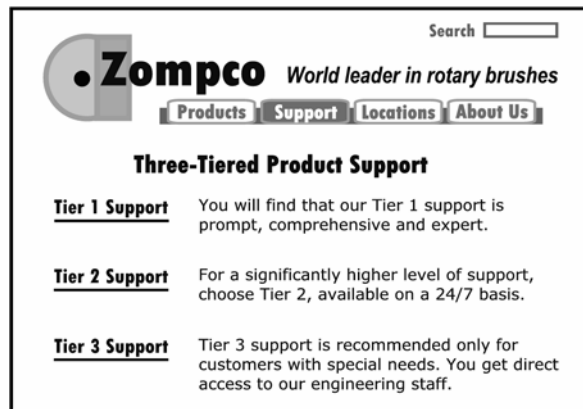 Search
Zompco World leader in rotary brushes
Products Support Locations About Us
Three-Tiered Product Support
Tier 1 Support You will find that our Tier 1 support is
prompt, comprehensive and expert.
Tier 2 Support For a significantly higher level of support,
choose Tier 2, available on a 24/7 basis.
Tier 3 Support Tier 3 support is recommended only for
customers with special needs. You get direct
access to our engineering staff.